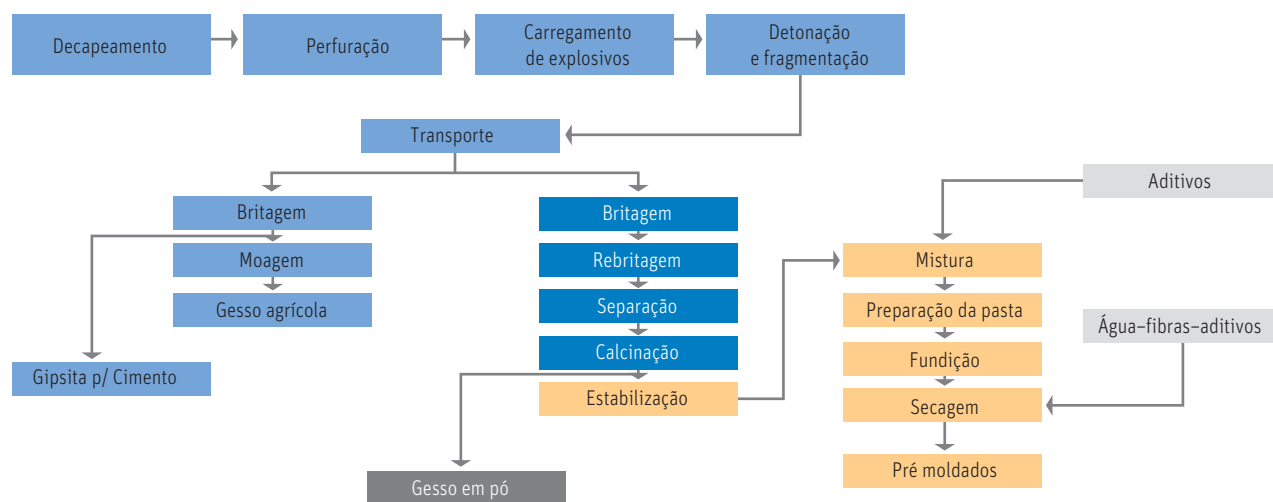 Decapeamento
Perfuração
Carregamento
de explosivos
Detonação
e fragmentação
Transporte
Aditivos
Britagem
Britagem
Moagem
Rebritagem
Mistura
Gesso agrícola
Separação
Preparação da pasta
Água–fibras–aditivos
Gipsita p/ Cimento
Calcinação
Fundição
Estabilização
Secagem
Gesso em pó
Pré moldados